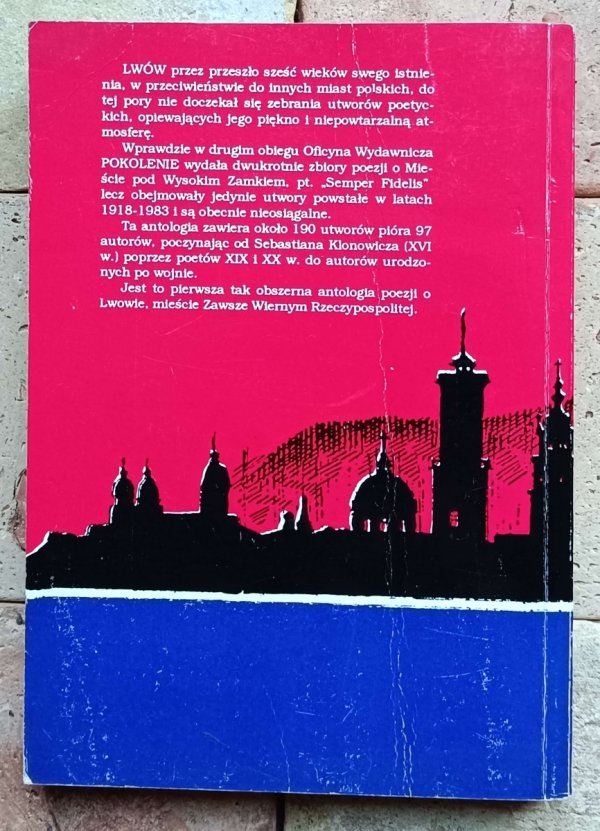 LWÓW przez przeszło sześć wieków swego istnie-
nia, w przeciwieństwie do innych miast polskich, do
tej pory nie doczekał się zebrania utworów poetyc-
kich, opiewających jego piękno i niepowtarzalną at-
mosferę.
Wprawdzie w drugim obiegu Oficyna Wydawnicza
POKOLENIE wydała dwukrotnie zbiory poezji o Mie-
ście pod Wysokim Zamkiem, pt. „Semper Fidelis"
lecz obejmowały jedynie utwory powstałe w latach
1918-1983 i są obecnie nieosiągalne.
Ta antologia zawiera około 190 utworów pióra 97
autorów, poczynając od Sebastiana Klonowicza (XVI
w.) poprzez poetów XIX i XX w. do autorów urodzo-
nych po wojnie.
Jest to pierwsza tak obszerna antologia poezji o
Lwowie, mieście Zawsze Wiernym Rzeczypospolitej.